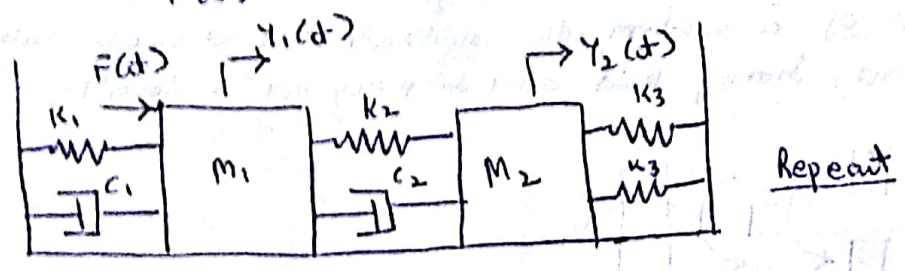 F(t)
Y₁(t)
Y₂(t)
K₁
K₂
K3
C₁
M₁
C₂
M₂
K3
Repeat